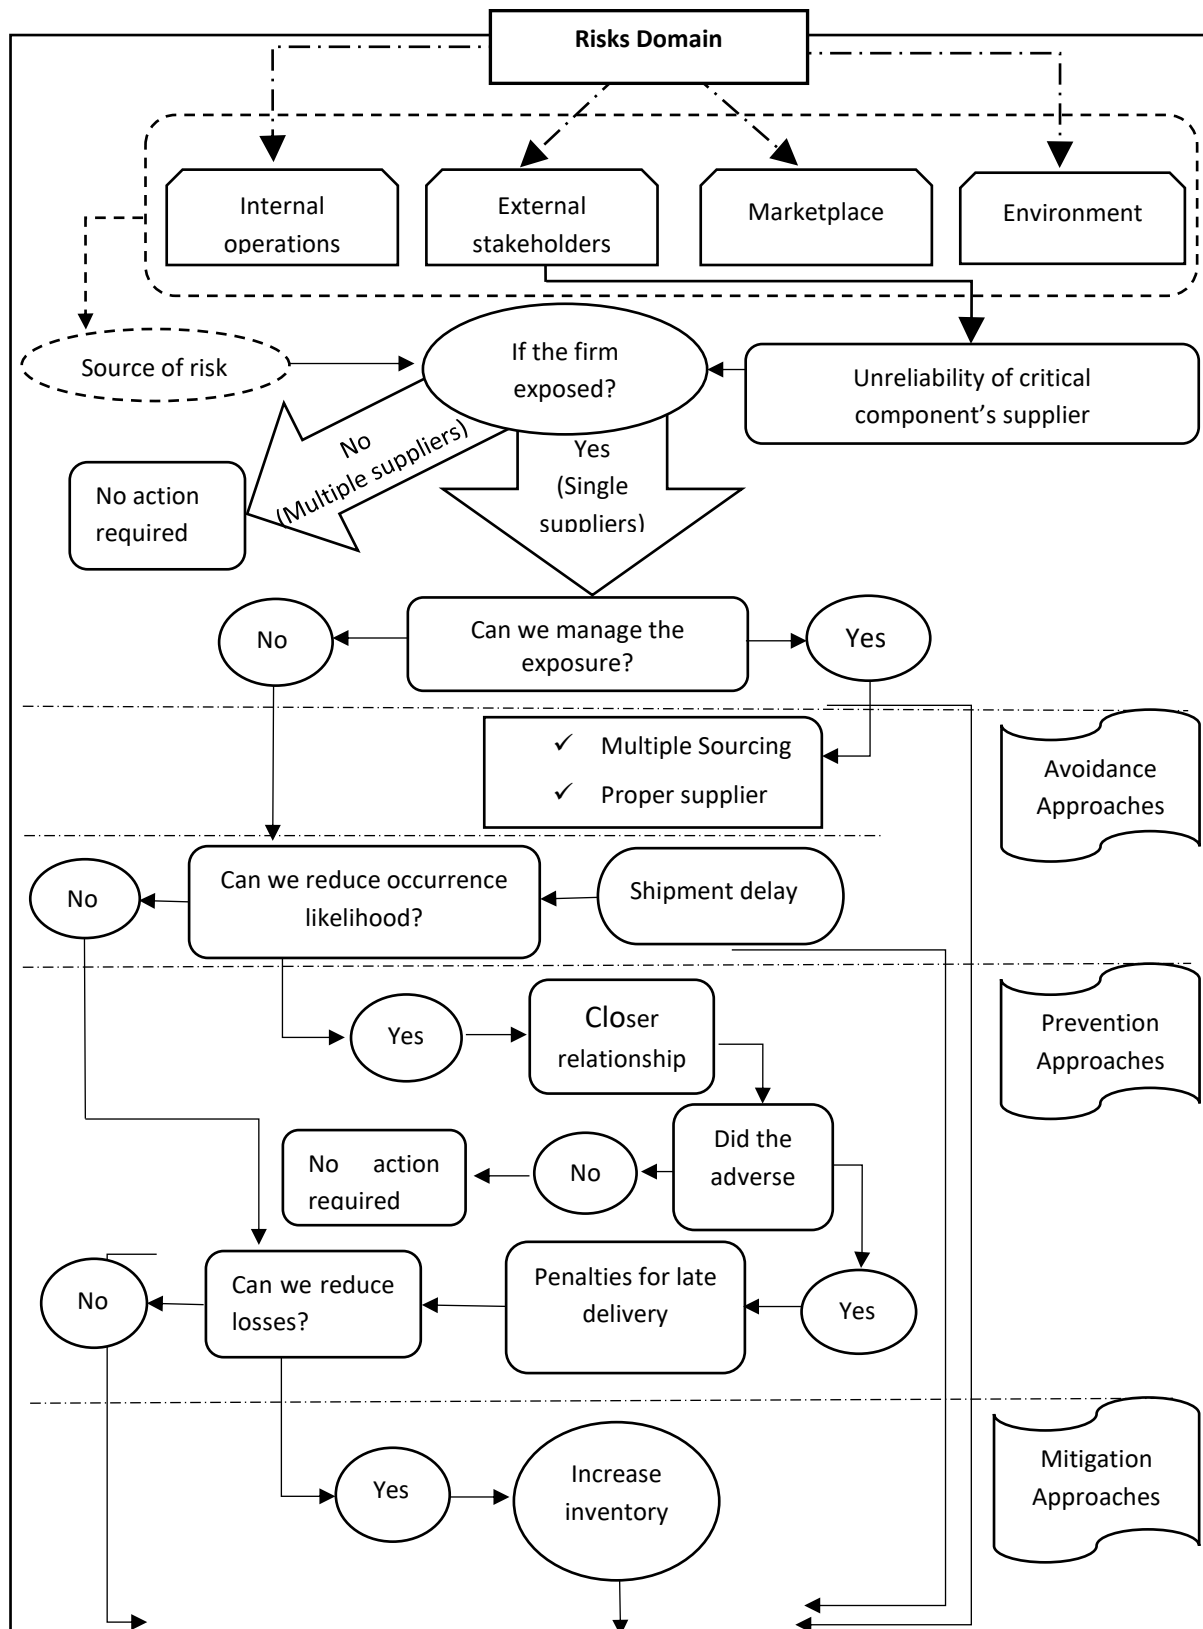 Risks Domain
Internal
operations
External
stakeholders
Marketplace
Environment
Source of risk
If the firm
exposed?
Unreliability of critical
component’s supplier
No
(Multiple suppliers)
Yes
(Single
suppliers)
No action
required
No
Can we manage the
exposure?
Yes
✓ Multiple Sourcing
✓ Proper supplier
Avoidance
Approaches
No
Can we reduce occurrence
likelihood?
Shipment delay
Yes
Closer
relationship
Prevention
Approaches
No action
required
No
Did the
adverse
No
Can we reduce
losses?
Penalties for late
delivery
Yes
Yes
Increase
inventory
Mitigation
Approaches